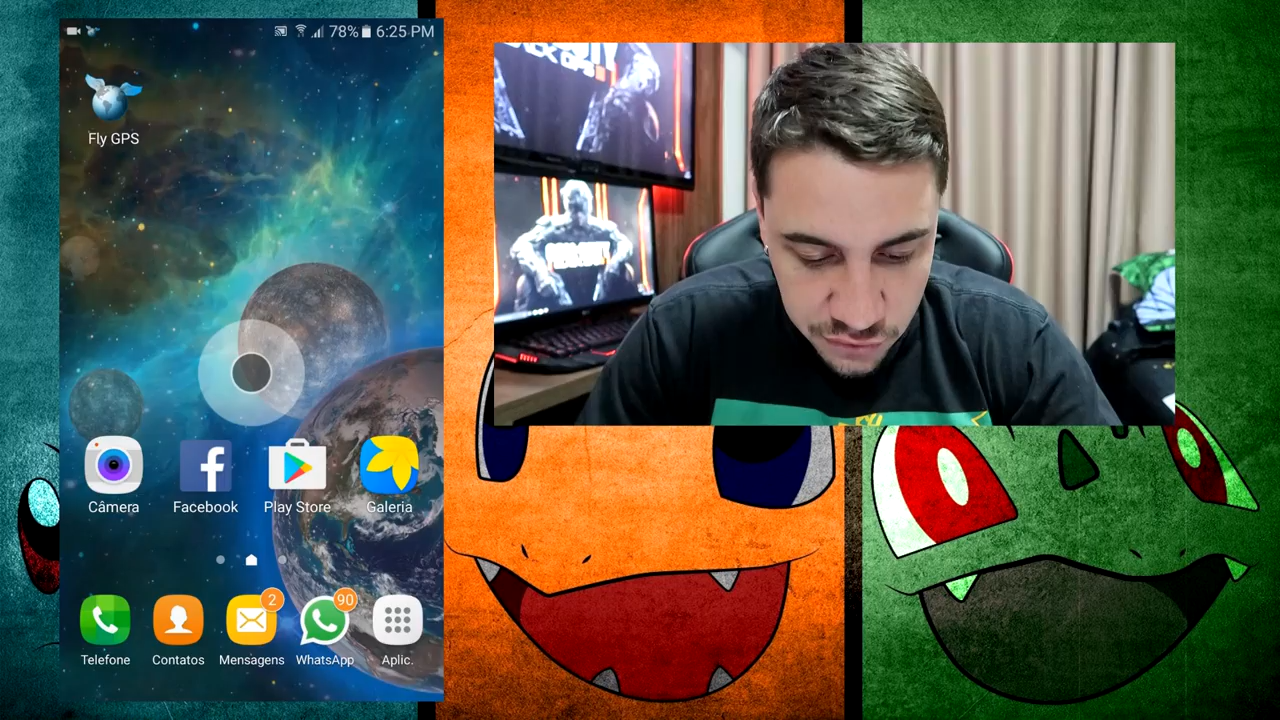 78% 6:25 PM
Fly GPS
Câmera
Facebook
Play Store
Galeria
2
90
Telefone
Contatos
Mensagens
WhatsApp
Aplic.